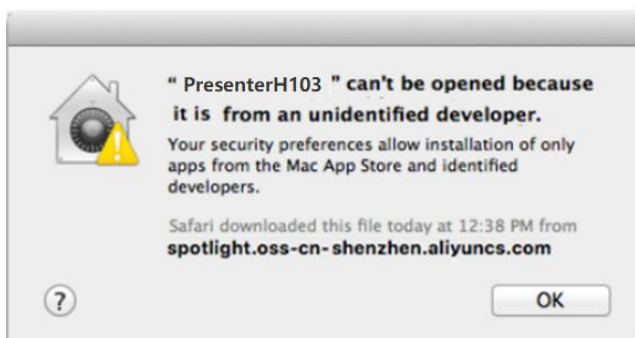 “ PresenterH103 ” can't be opened because
it is from an unidentified developer.
Your security preferences allow installation of only
apps from the Mac App Store and identified
developers.
Safari downloaded this file today at 12:38 PM from
spotlight.oss-cn-shenzhen.aliyuncs.com
?
OK